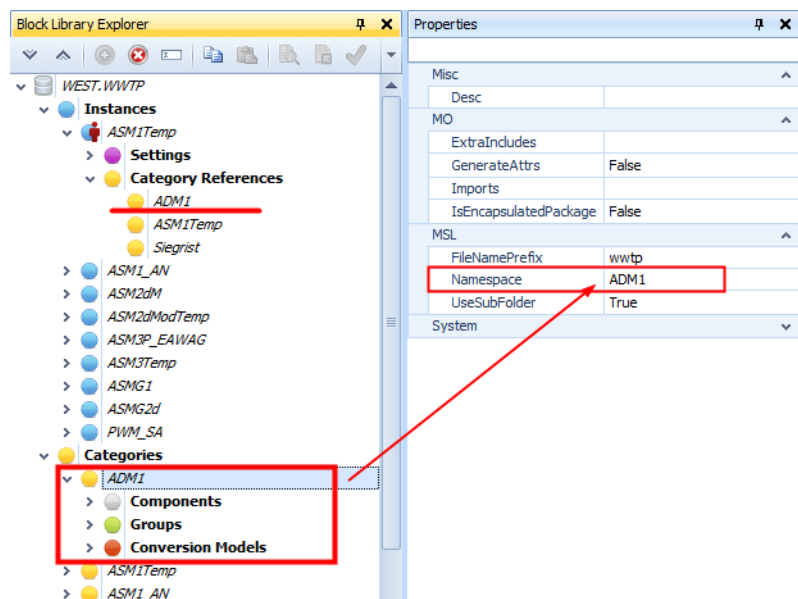 Block Library Explorer
WEST.WWTP
Instances
ASM1Temp
Settings
Category References
ADM1
ASM1Temp
Siegrist
ASM1_AN
ASM2dM
ASM2dModTemp
ASM3P_EAWAG
ASM3Temp
ASMG1
ASMG2d
PWM_SA
Categories
ADM1
Components
Groups
Conversion Models
ASM1Temp
ASM1_AN
Properties
Misc
Desc
MO
ExtraIncludes
GenerateAttrs False
Imports
IsEncapsulatedPackage False
MSL
FileNamePrefix wwtp
Namespace ADM1
UseSubFolder True
System